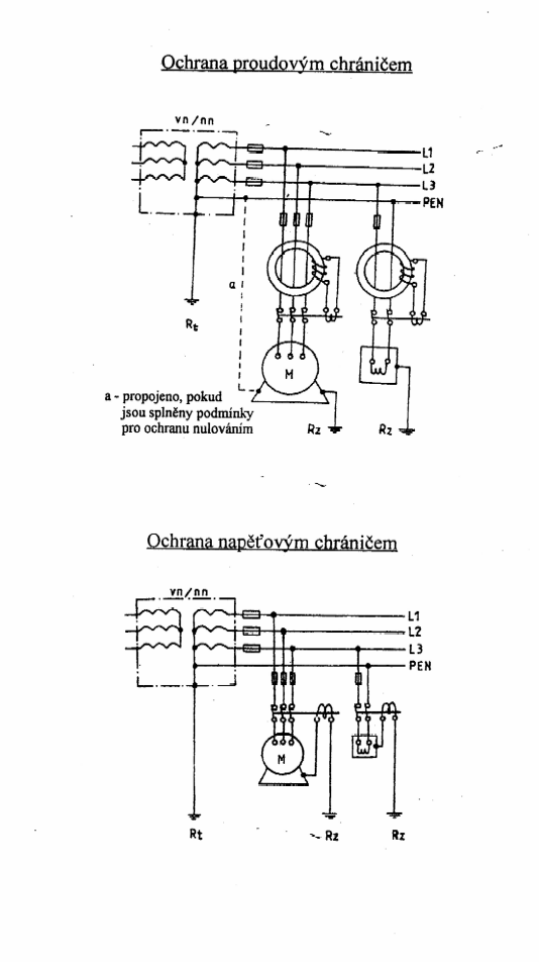 Ochrana proudovým chráničem
vn/nn
L1
L2
L3
PEN
a
Rt
M
a - propojeno, pokud
jsou splněny podmínky
pro ochranu nulováním
Rz
Rz
Ochrana napěťovým chráničem
vn/nn
L1
L2
L3
PEN
M
Rt
Rz
Rz